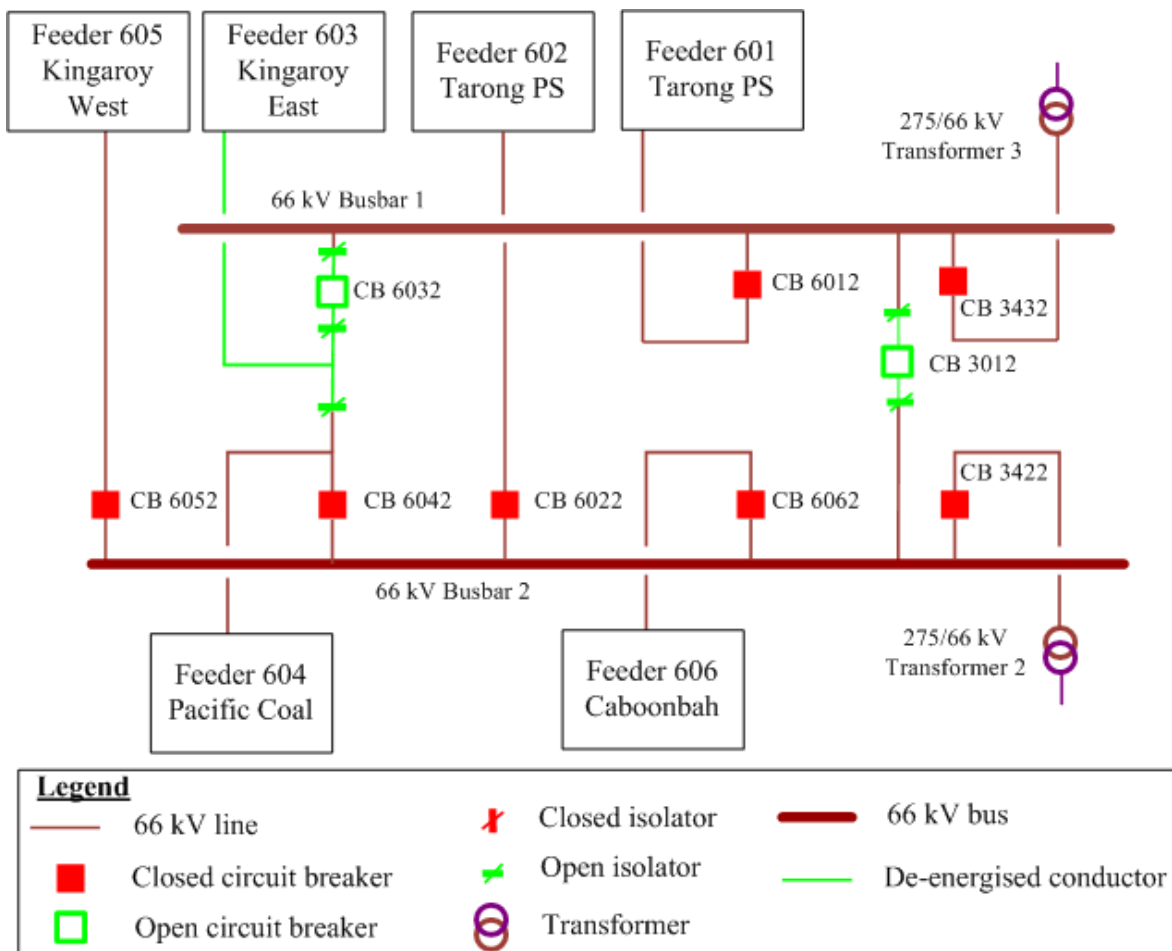 Feeder 605
Kingaroy
West
Feeder 603
Kingaroy
East
Feeder 602
Tarong PS
Feeder 601
Tarong PS
275/66 kV
Transformer 3
66 kV Busbar 1
CB 6032
CB 6012
CB 3432
CB 3012
CB 3422
CB 6052
CB 6042
CB 6022
CB 6062
66 kV Busbar 2
Feeder 604
Pacific Coal
Feeder 606
Caboonbah
275/66 kV
Transformer 2
Legend
66 kV line
Closed isolator
66 kV bus
Closed circuit breaker
Open isolator
De-energised conductor
Open circuit breaker
Transformer